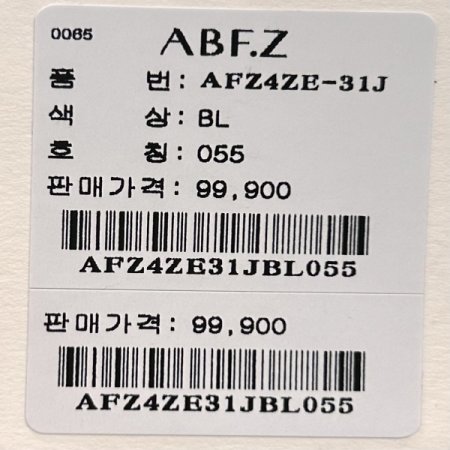 0065
ABF.Z
품 번: AFZ4ZE-31J
색 상: BL
호 칭: 055
판매가격: 99,900
AFZ4ZE31JBL055
판매가격: 99,900
AFZ4ZE31JBL055